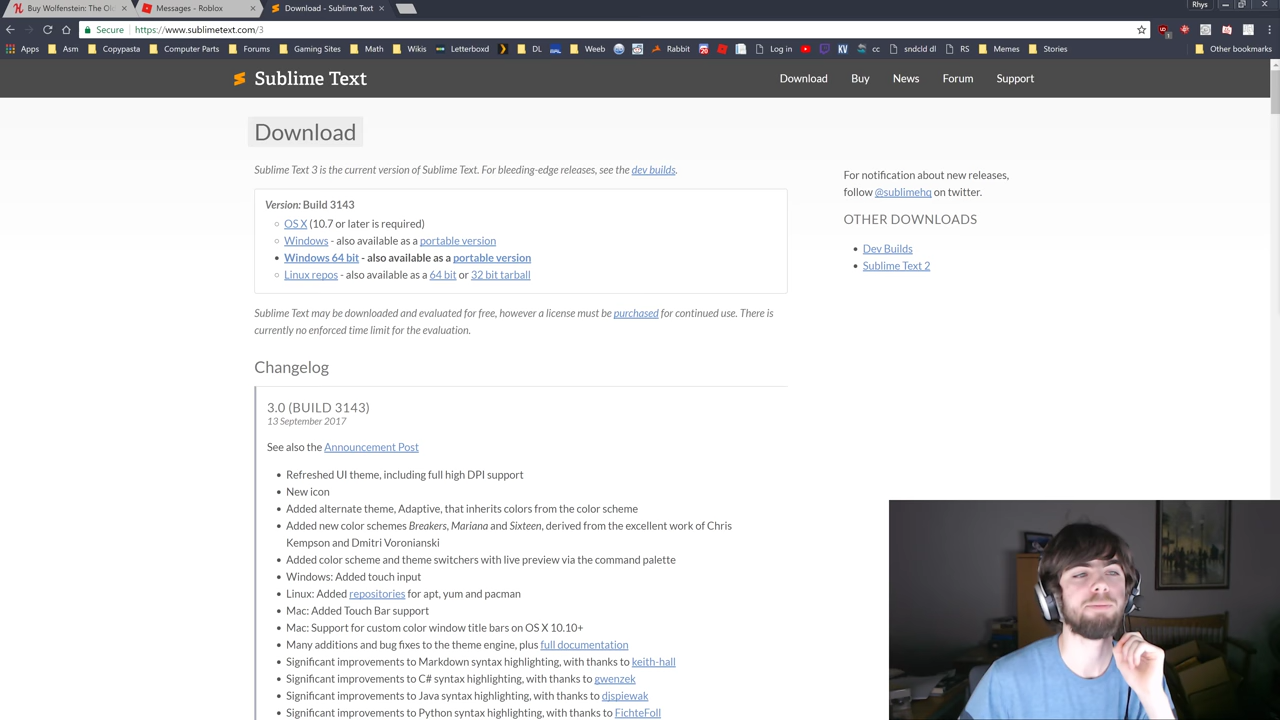 Buy Wolfenstein: The Ol
Messages - Roblox
Download - Sublime Text
Rhys
Secure
https://www.sublimetext.com/3
Apps
Asm
Copypasta
Computer Parts
Forums
Gaming Sites
Math
Wikis
Letterboxd
DL
Weeb
Rabbit
Log in
KV
cc
sndcld dl
RS
Memes
Stories
Other bookmarks
Sublime Text
Download
Buy
News
Forum
Support
Download
Sublime Text 3 is the current version of Sublime Text. For bleeding-edge releases, see the dev builds.
Version: Build 3143
OS X (10.7 or later is required)
Windows - also available as a portable version
Windows 64 bit - also available as a portable version
Linux repos - also available as a 64 bit or 32 bit tarball
Sublime Text may be downloaded and evaluated for free, however a license must be purchased for continued use. There is
currently no enforced time limit for the evaluation.
For notification about new releases,
follow @sublimehq on twitter.
OTHER DOWNLOADS
Dev Builds
Sublime Text 2
Changelog
3.0 (BUILD 3143)
13 September 2017
See also the Announcement Post
Refreshed UI theme, including full high DPI support
New icon
Added alternate theme, Adaptive, that inherits colors from the color scheme
Added new color schemes Breakers, Mariana and Sixteen, derived from the excellent work of Chris
Kempson and Dmitri Voronianski
Added color scheme and theme switchers with live preview via the command palette
Windows: Added touch input
Linux: Added repositories for apt, yum and pacman
Mac: Added Touch Bar support
Mac: Support for custom color window title bars on OS X 10.10+
Many additions and bug fixes to the theme engine, plus full documentation
Significant improvements to Markdown syntax highlighting, with thanks to keith-hall
Significant improvements to C# syntax highlighting, with thanks to gwenzek
Significant improvements to Java syntax highlighting, with thanks to djspiewak
Significant improvements to Python syntax highlighting, with thanks to FichteFoll